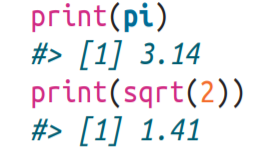 print(pi)
#> [1] 3.14
print(sqrt(2))
#> [1] 1.41